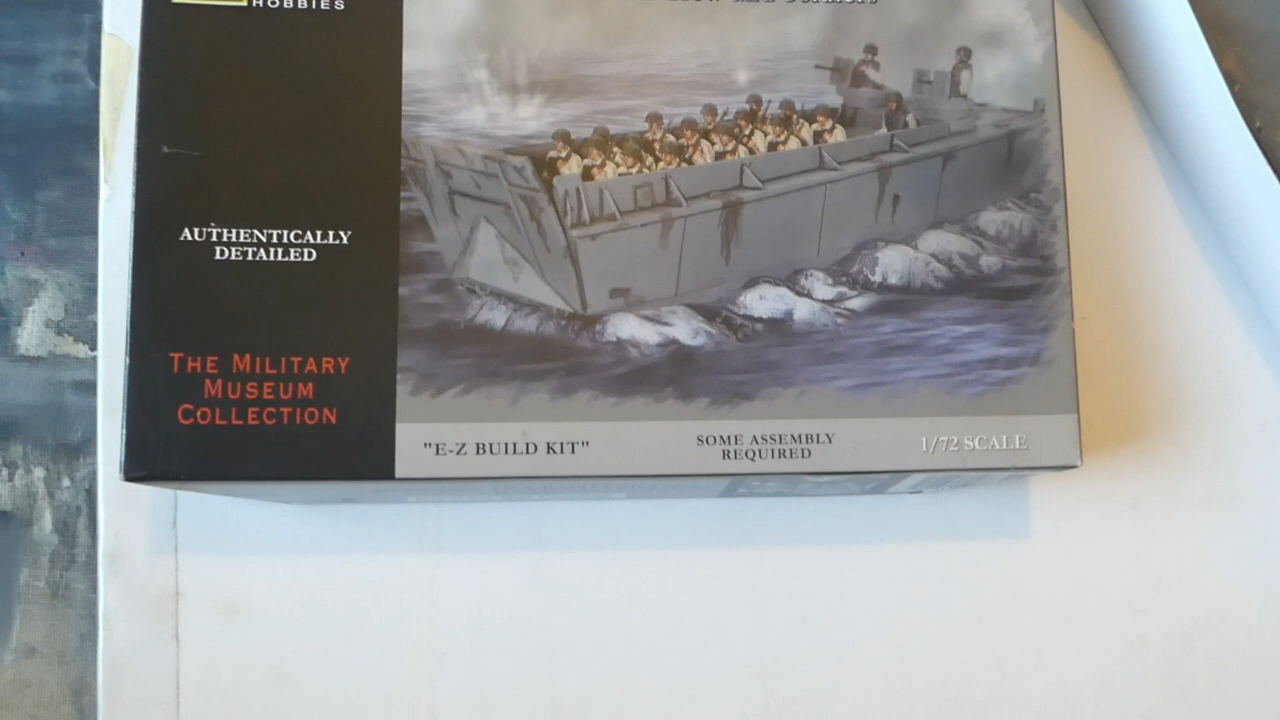 HOBBIES
AUTHENTICALLY
DETAILED
THE MILITARY
MUSEUM
COLLECTION
"E-Z BUILD KIT"
SOME ASSEMBLY
REQUIRED
1/72 SCALE